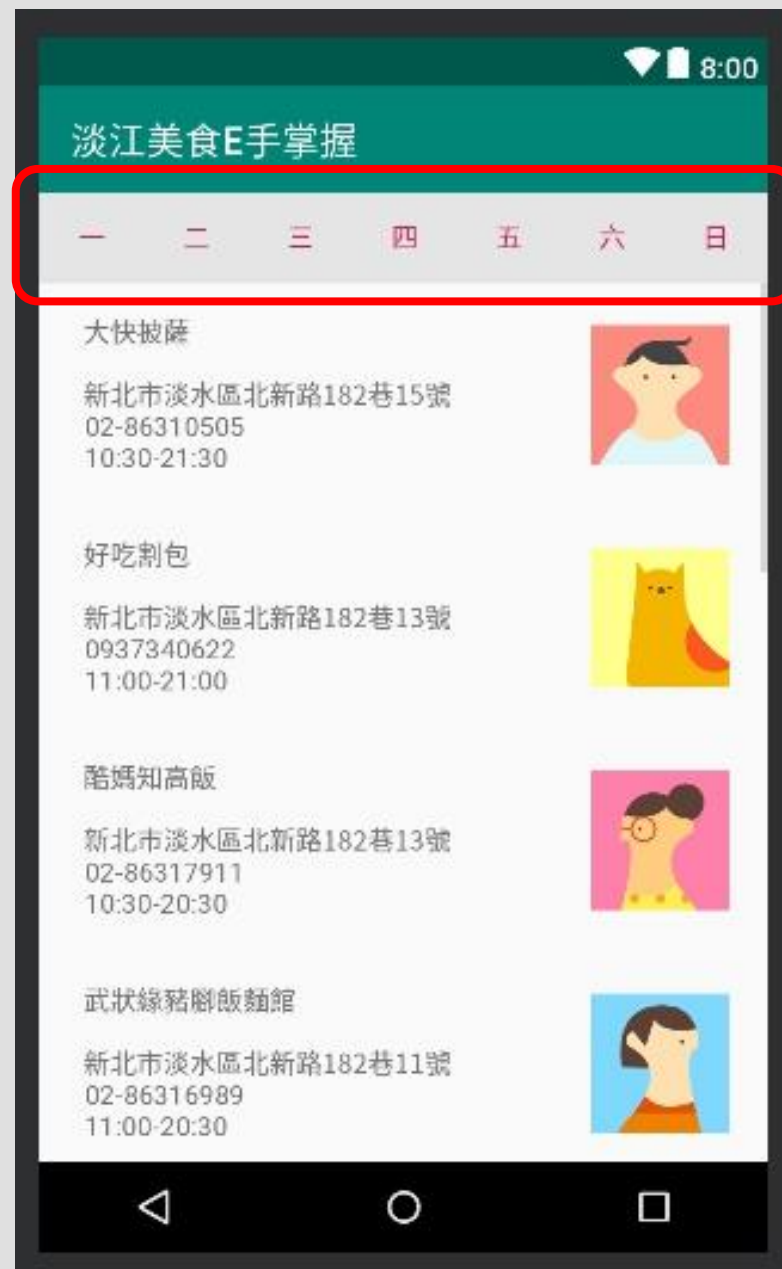 8:00
淡江美食E手掌握
一 二 三 四 五 六 日
大快披薩
新北市淡水區北新路182巷15號
02-86310505
10:30-21:30
好吃割包
新北市淡水區北新路182巷13號
0937340622
11:00-21:00
酷媽知高飯
新北市淡水區北新路182巷13號
02-86317911
10:30-20:30
武狀緣豬腳飯麵館
新北市淡水區北新路182巷11號
02-86316989
11:00-20:30